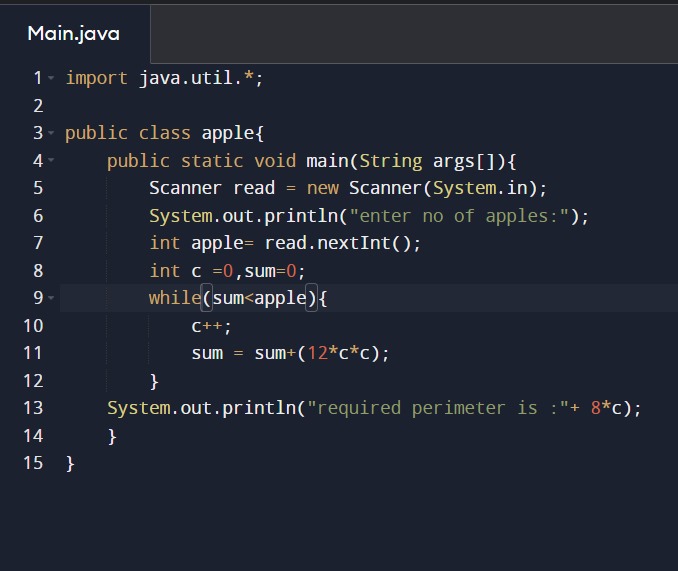 Main.java
1 import java.util.*;
2
3 public class apple{
4 public static void main(String args[]){
5 Scanner read = new Scanner(System.in);
6 System.out.println("enter no of apples:");
7 int apple= read.nextInt();
8 int c =0,sum=0;
9 while(sum<apple){
10 c++;
11 sum = sum+(12*c*c);
12 }
13 System.out.println("required perimeter is :"+ 8*c);
14 }
15 }